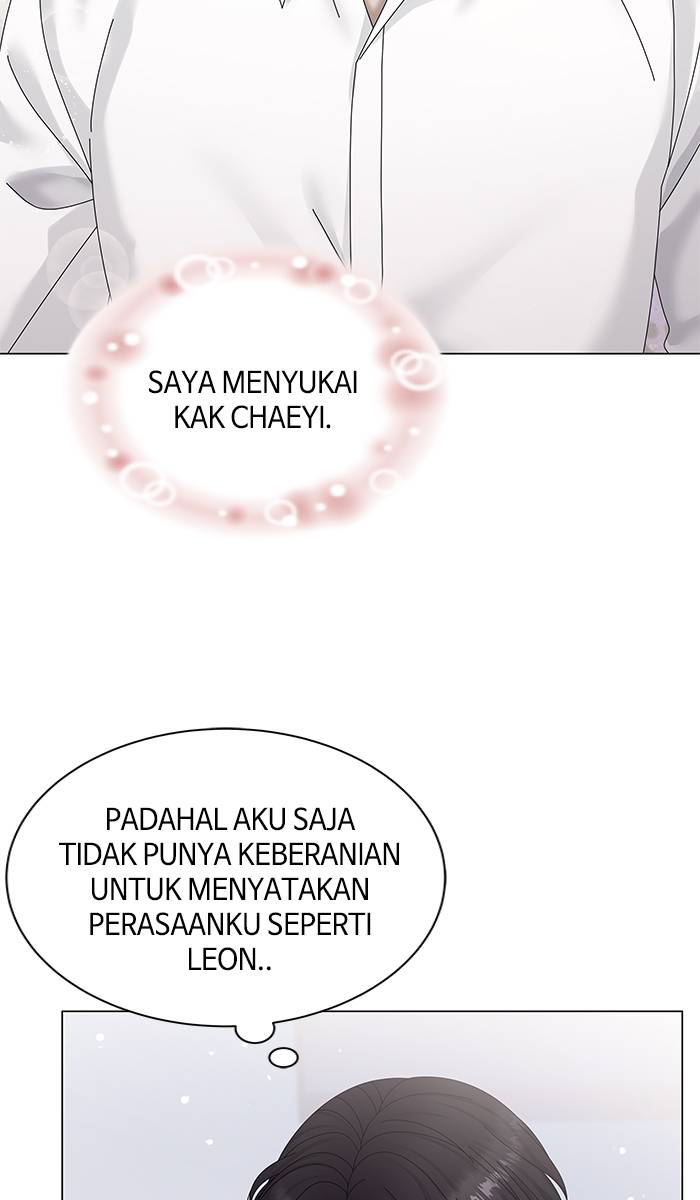 SAYA MENYUKAI
KAK CHAEYI.
PADAHAL AKU SAJA
TIDAK PUNYA KEBERANIAN
UNTUK MENYATAKAN
PERASAANKU SEPERTI
LEON..